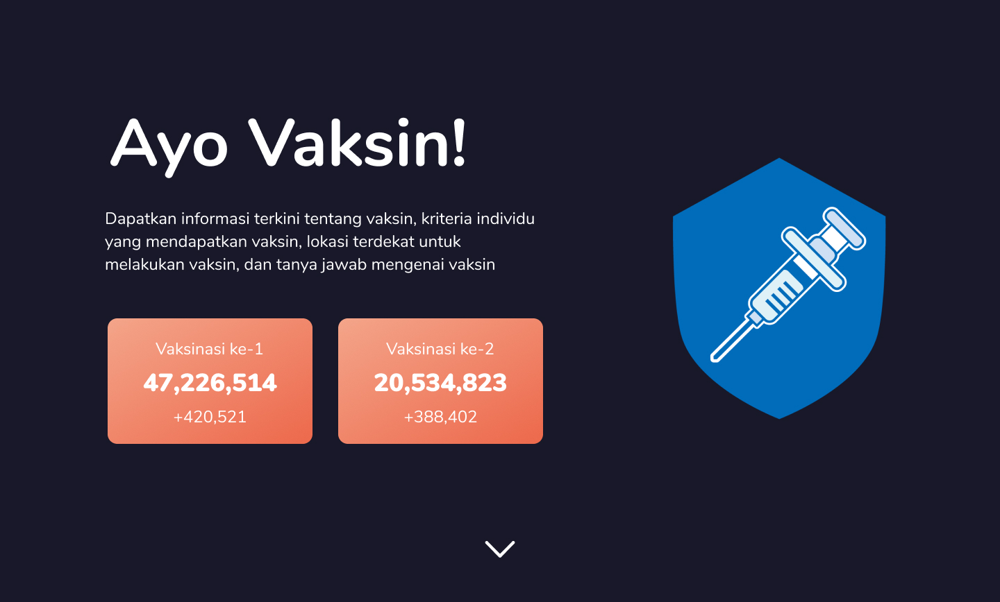 Ayo Vaksin!
Dapatkan informasi terkini tentang vaksin, kriteria individu
yang mendapatkan vaksin, lokasi terdekat untuk
melakukan vaksin, dan tanya jawab mengenai vaksin
Vaksinasi ke-1
47,226,514
+420,521
Vaksinasi ke-2
20,534,823
+388,402